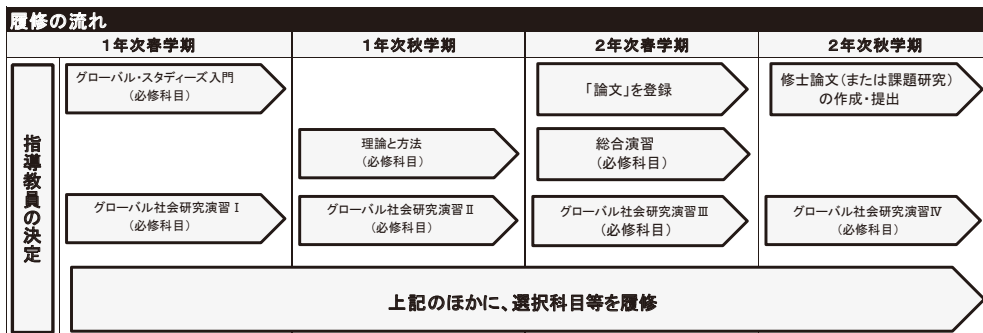 履修の流れ
1年次春学期
1年次秋学期
2年次春学期
2年次秋学期
指導教員の決定
グローバル・スタディーズ入門
(必修科目)
「論文」を登録
修士論文(または課題研究)
の作成・提出
理論と方法
(必修科目)
総合演習
(必修科目)
グローバル社会研究演習Ⅰ
(必修科目)
グローバル社会研究演習Ⅱ
(必修科目)
グローバル社会研究演習Ⅲ
(必修科目)
グローバル社会研究演習Ⅳ
(必修科目)
上記のほかに、選択科目等を履修